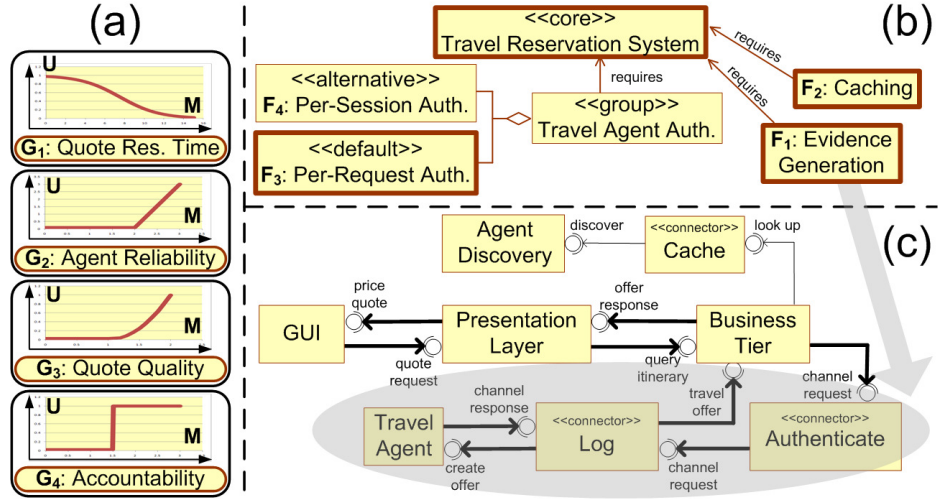 (a)
U
M
G1: Quote Res. Time
U
M
G2: Agent Reliability
U
M
G3: Quote Quality
U
M
G4: Accountability
(b)
<<core>>
Travel Reservation System
requires
requires
requires
<<alternative>>
F4: Per-Session Auth.
<<default>>
F3: Per-Request Auth.
<<group>>
Travel Agent Auth.
F2: Caching
F1: Evidence
Generation
(c)
Agent
Discovery
discover
<<connector>>
Cache
look up
GUI
price
quote
quote
request
Presentation
Layer
offer
response
query
itinerary
Business
Tier
channel
request
Travel
Agent
channel
response
create
offer
<<connector>>
Log
travel
offer
channel
request
<<connector>>
Authenticate